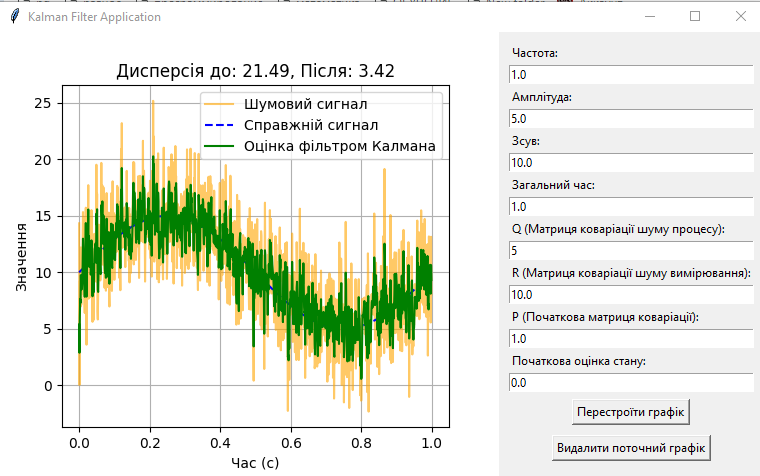 Kalman Filter Application
Дисперсія до: 21.49, Після: 3.42
Шумовий сигнал
Справжній сигнал
Оцінка фільтром Калмана
25
20
15
10
5
0
Значення
0.0 0.2 0.4 0.6 0.8 1.0
Час (с)
Частота:
1.0
Амплітуда:
5.0
Зсув:
10.0
Загальний час:
1.0
Q (Матриця коваріації шуму процесу):
5
R (Матриця коваріації шуму вимірювання):
10.0
P (Початкова матриця коваріації):
1.0
Початкова оцінка стану:
0.0
Перестроїти графік
Видалити поточний графік